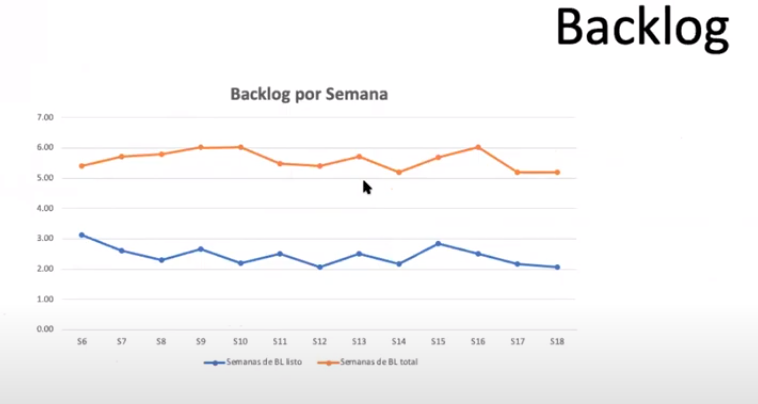 Backlog
Backlog por Semana
7.00
6.00
5.00
4.00
3.00
2.00
1.00
0.00
S6 S7 S8 S9 S10 S11 S12 S13 S14 S15 S16 S17 S18
Semanas de BL listo Semanas de BL total